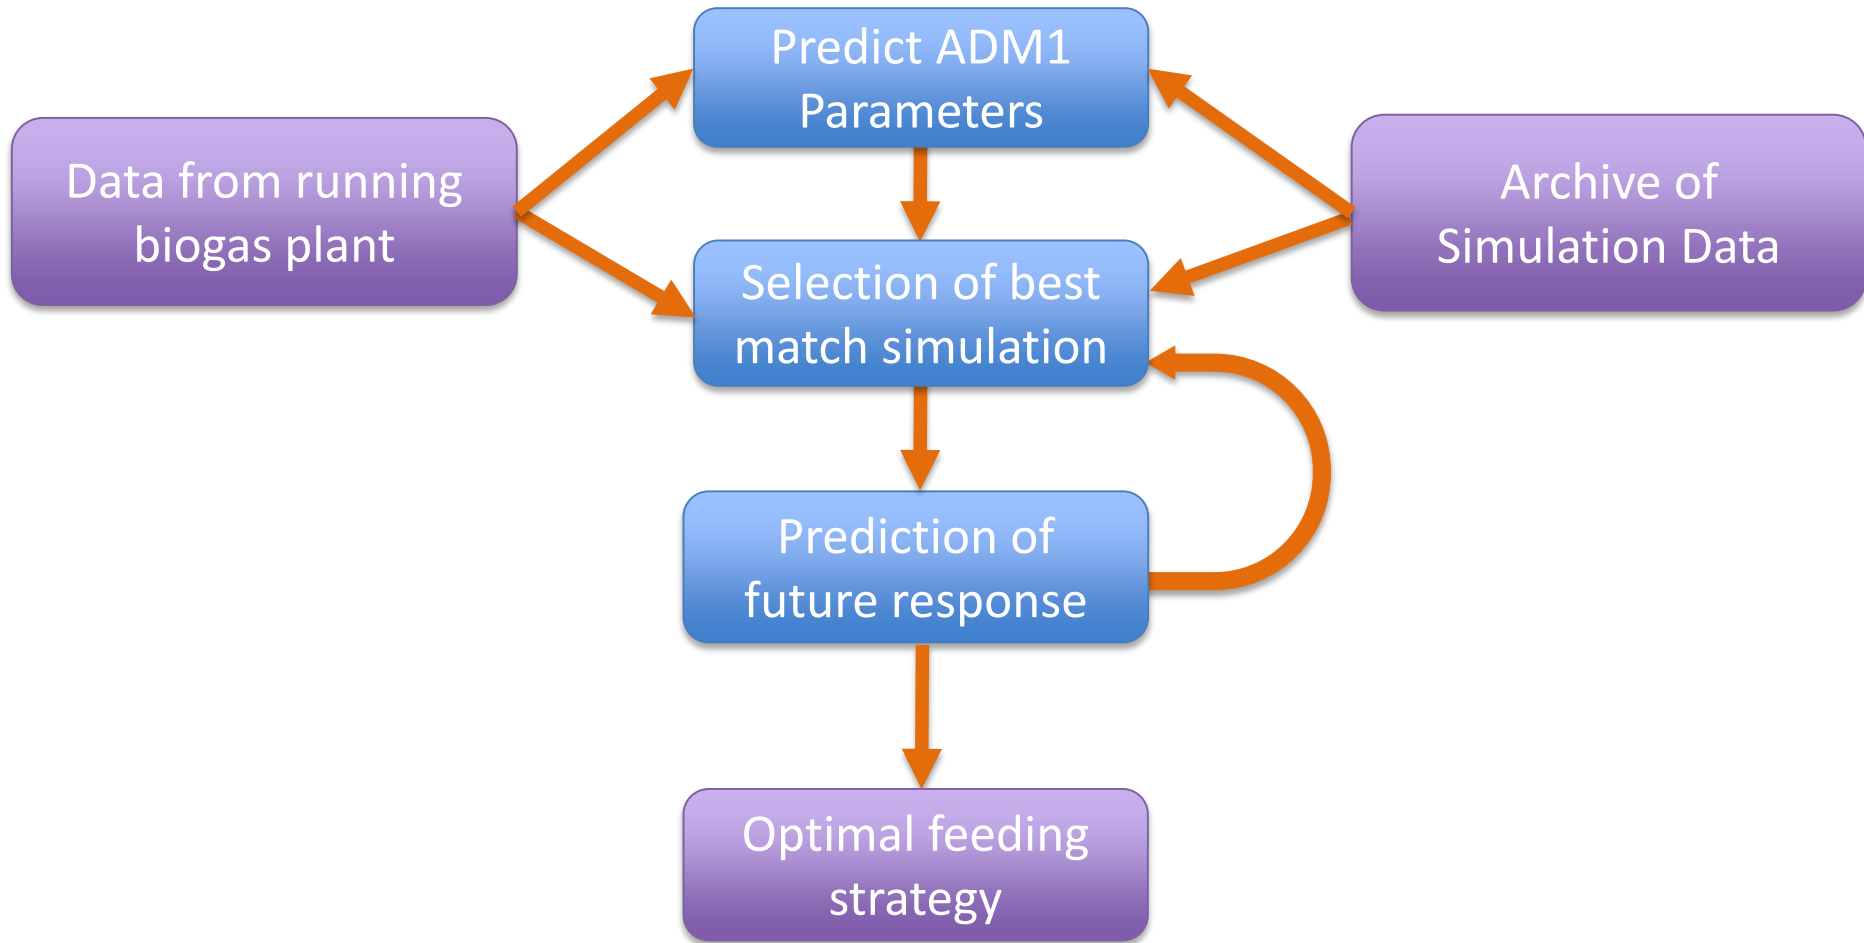 Predict ADM1
Parameters
Data from running
biogas plant
Archive of
Simulation Data
Selection of best
match simulation
Prediction of
future response
Optimal feeding
strategy